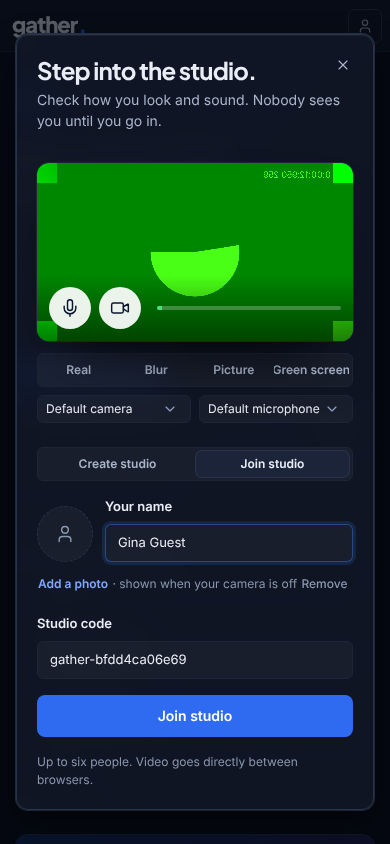 gather.
Step into the studio.
Check how you look and sound. Nobody sees
you until you go in.
Real
Blur
Picture
Green screen
Default camera
Default microphone
Create studio
Join studio
Your name
Gina Guest
Add a photo · shown when your camera is off Remove
Studio code
gather-bfdd4ca06e69
Join studio
Up to six people. Video goes directly between
browsers.